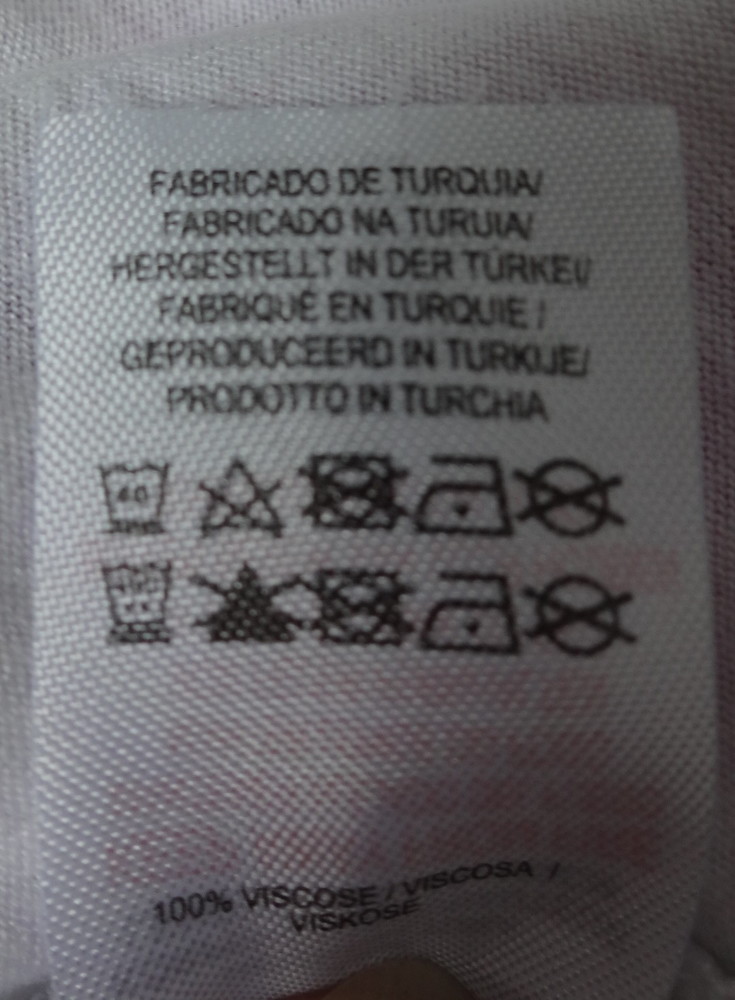 FABRICADO DE TURQUIA/
FABRICADO NA TURUIA/
HERGESTELLT IN DER TÜRKEI/
FABRIQUÉ EN TURQUIE /
GEPRODUCEERD IN TURKIJE/
PRODOTTO IN TURCHIA
40
100% VISCOSE / VISCOSA /
VISKOSE